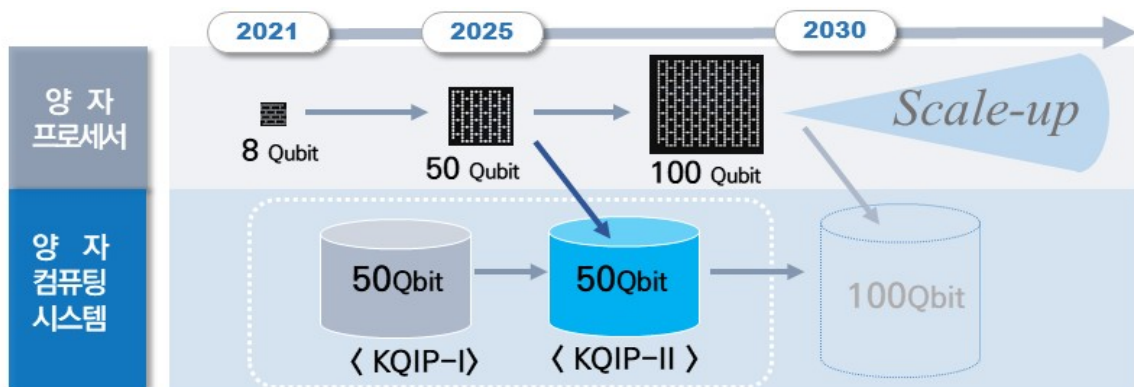 2021
2025
2030
양 자
프로세서
8 Qubit
50 Qubit
100 Qubit
Scale-up
양 자
컴퓨팅
시스템
50Qbit
50Qbit
100Qbit
〈 KQIP-I〉
〈 KQIP-II 〉